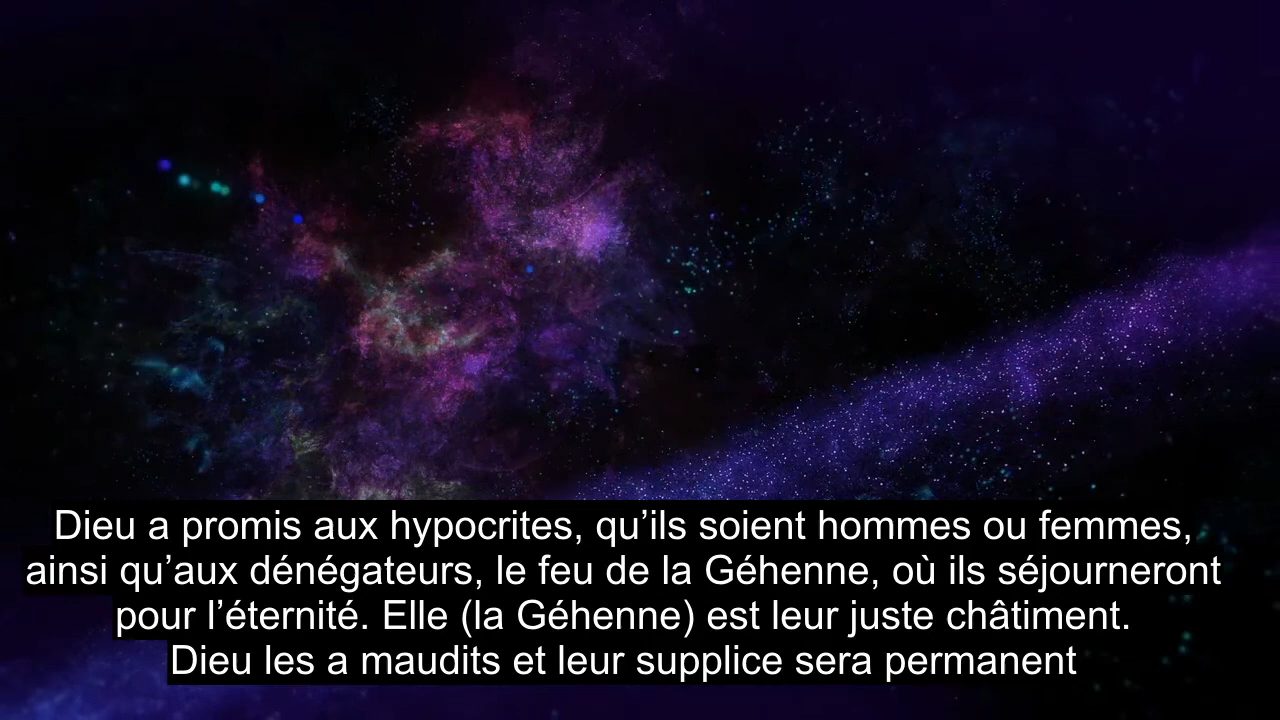 Dieu a promis aux hypocrites, qu’ils soient hommes ou femmes,
ainsi qu’aux dénégateurs, le feu de la Géhenne, où ils séjourneront
pour l’éternité. Elle (la Géhenne) est leur juste châtiment.
Dieu les a maudits et leur supplice sera permanent